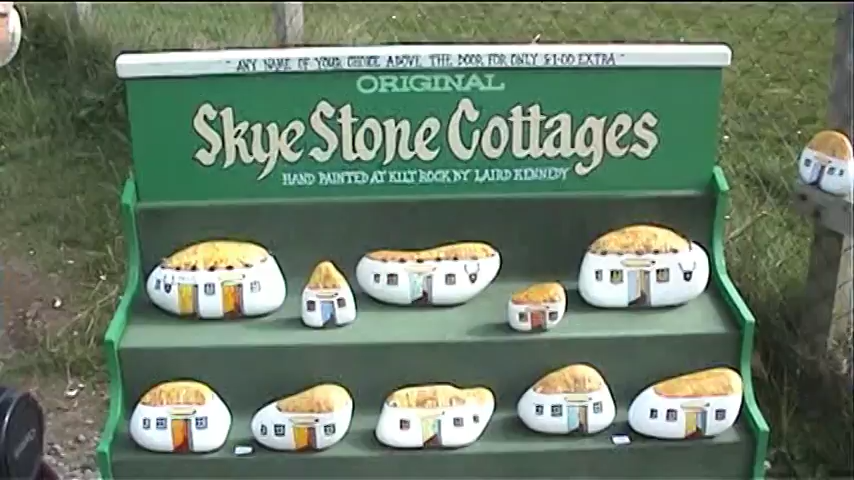 "ANY NAME OF YOUR CHOICE ABOVE THE DOOR FOR ONLY £1·00 EXTRA"
ORIGINAL
Skye Stone Cottages
HAND PAINTED AT KILT ROCK BY LAIRD KENNEDY